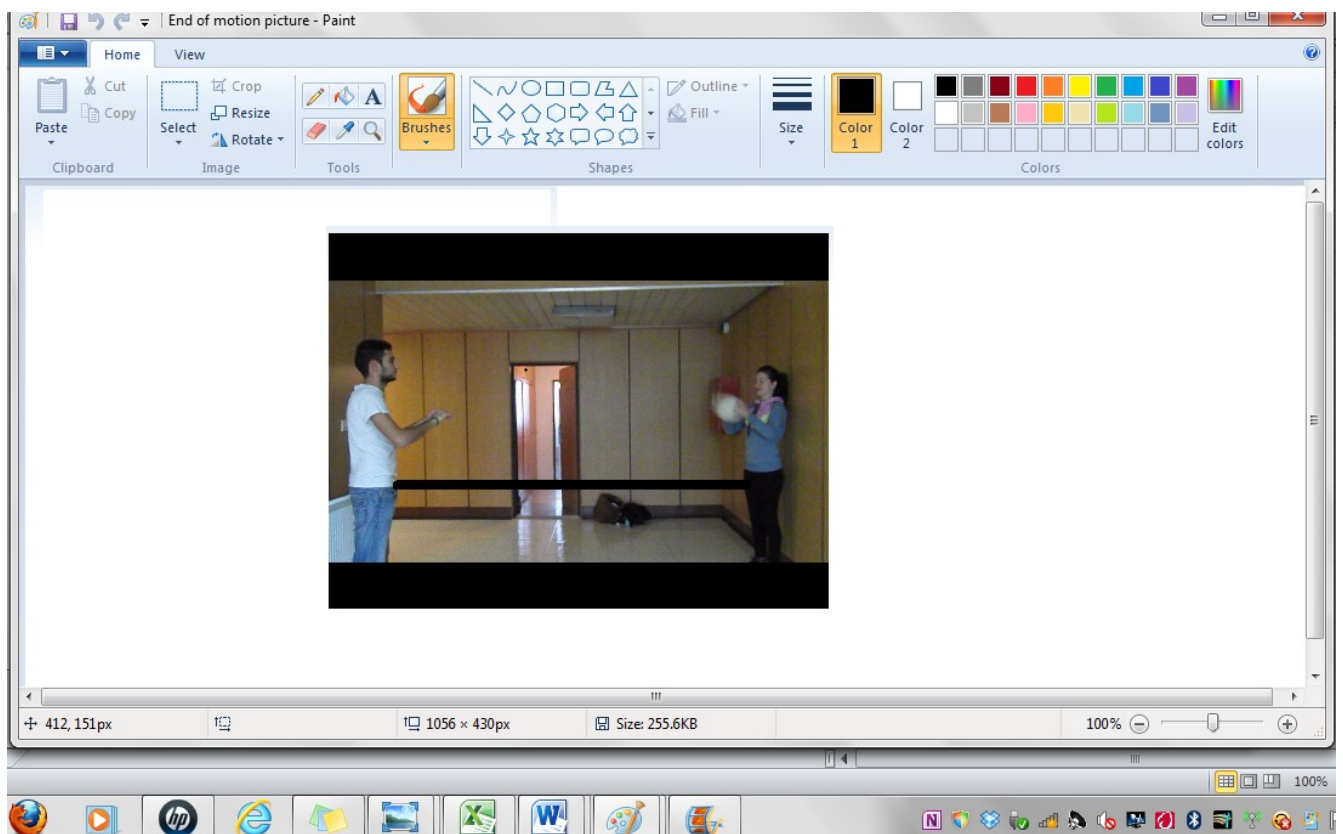 End of motion picture - Paint
Home View
Paste
Cut
Copy
Clipboard
Select
Crop
Resize
Rotate
Image
A
Tools
Brushes
Outline
Fill
Shapes
Size
Color 1
Color 2
Edit colors
Colors
412, 151px
1056 × 430px
Size: 255.6KB
100%
100%
hp
N